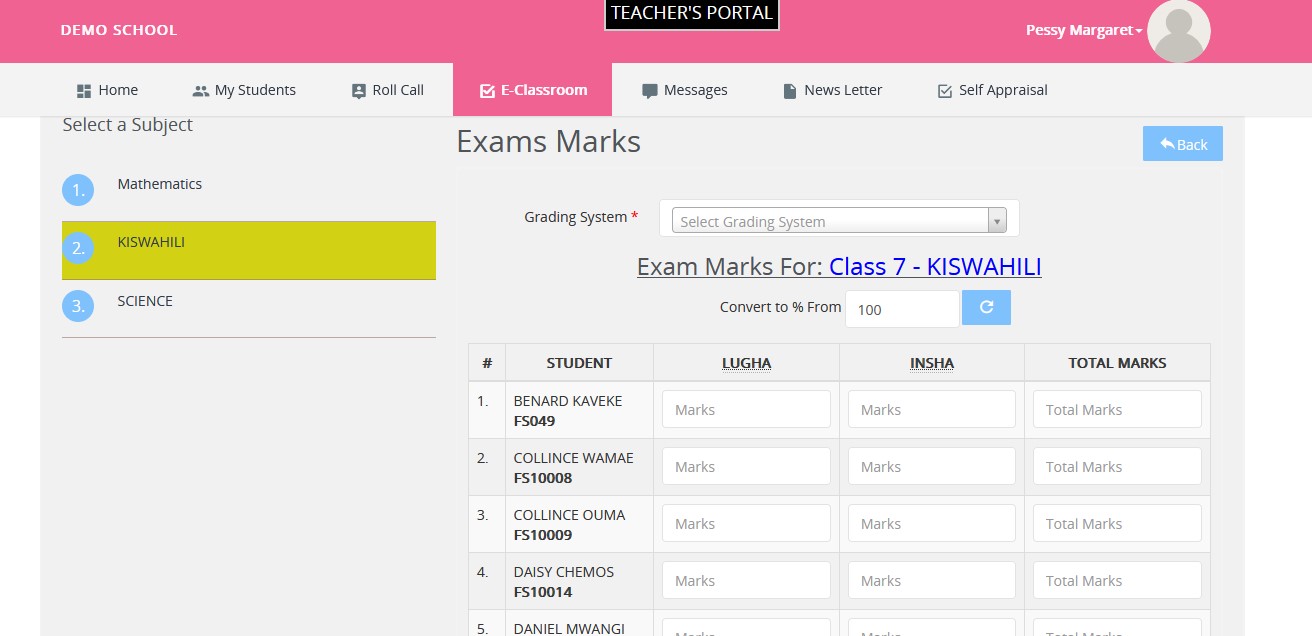 TEACHER'S PORTAL
DEMO SCHOOL
Pessy Margaret
Home
My Students
Roll Call
E-Classroom
Messages
News Letter
Self Appraisal
Select a Subject
1. Mathematics
2. KISWAHILI
3. SCIENCE
Exams Marks
Back
Grading System *
Select Grading System
Exam Marks For: Class 7 - KISWAHILI
Convert to % From 100
# STUDENT LUGHA INSHA TOTAL MARKS
1. BENARD KAVEKE Marks Marks Total Marks
FS049
2. COLLINCE WAMAE Marks Marks Total Marks
FS10008
3. COLLINCE OUMA Marks Marks Total Marks
FS10009
4. DAISY CHEMOS Marks Marks Total Marks
FS10014
5. DANIEL MWANGI Marks Marks Total Marks